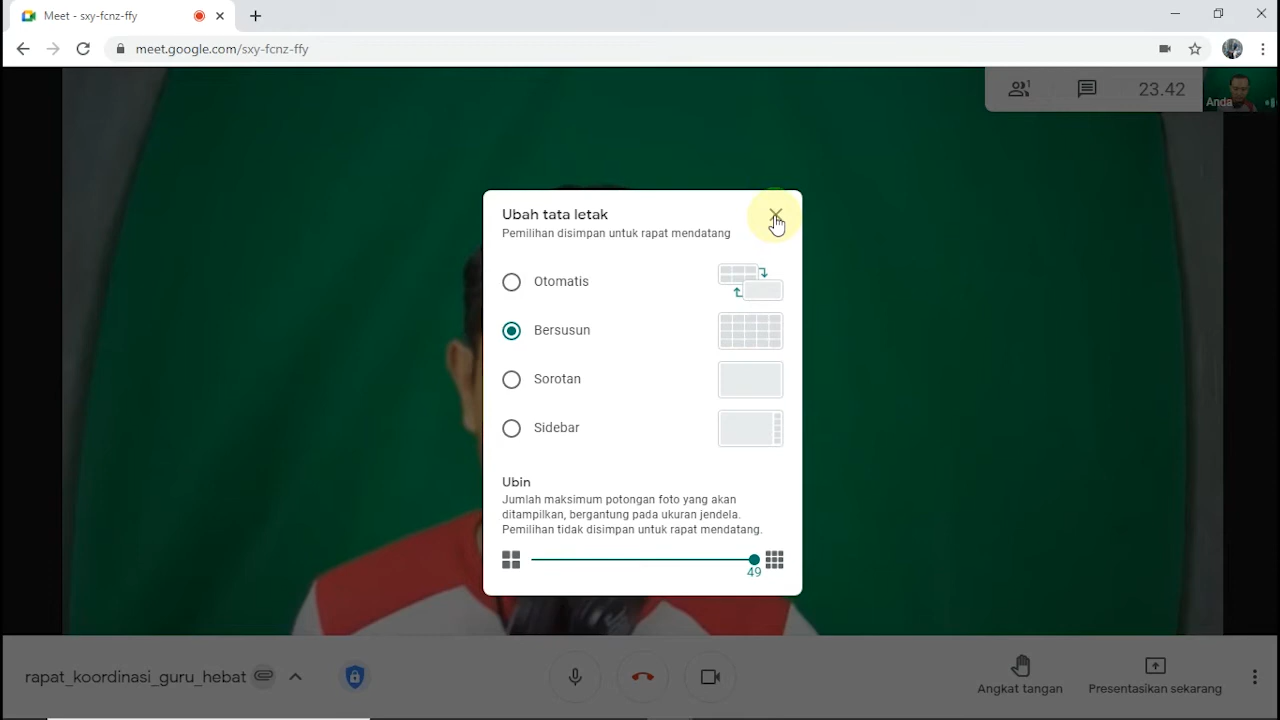 Meet - sxy-fcnz-ffy
meet.google.com/sxy-fcnz-ffy
1
23.42
Anda
Ubah tata letak
Pemilihan disimpan untuk rapat mendatang
Otomatis
Bersusun
Sorotan
Sidebar
Ubin
Jumlah maksimum potongan foto yang akan
ditampilkan, bergantung pada ukuran jendela.
Pemilihan tidak disimpan untuk rapat mendatang.
49
rapat_koordinasi_guru_hebat
Angkat tangan
Presentasikan sekarang